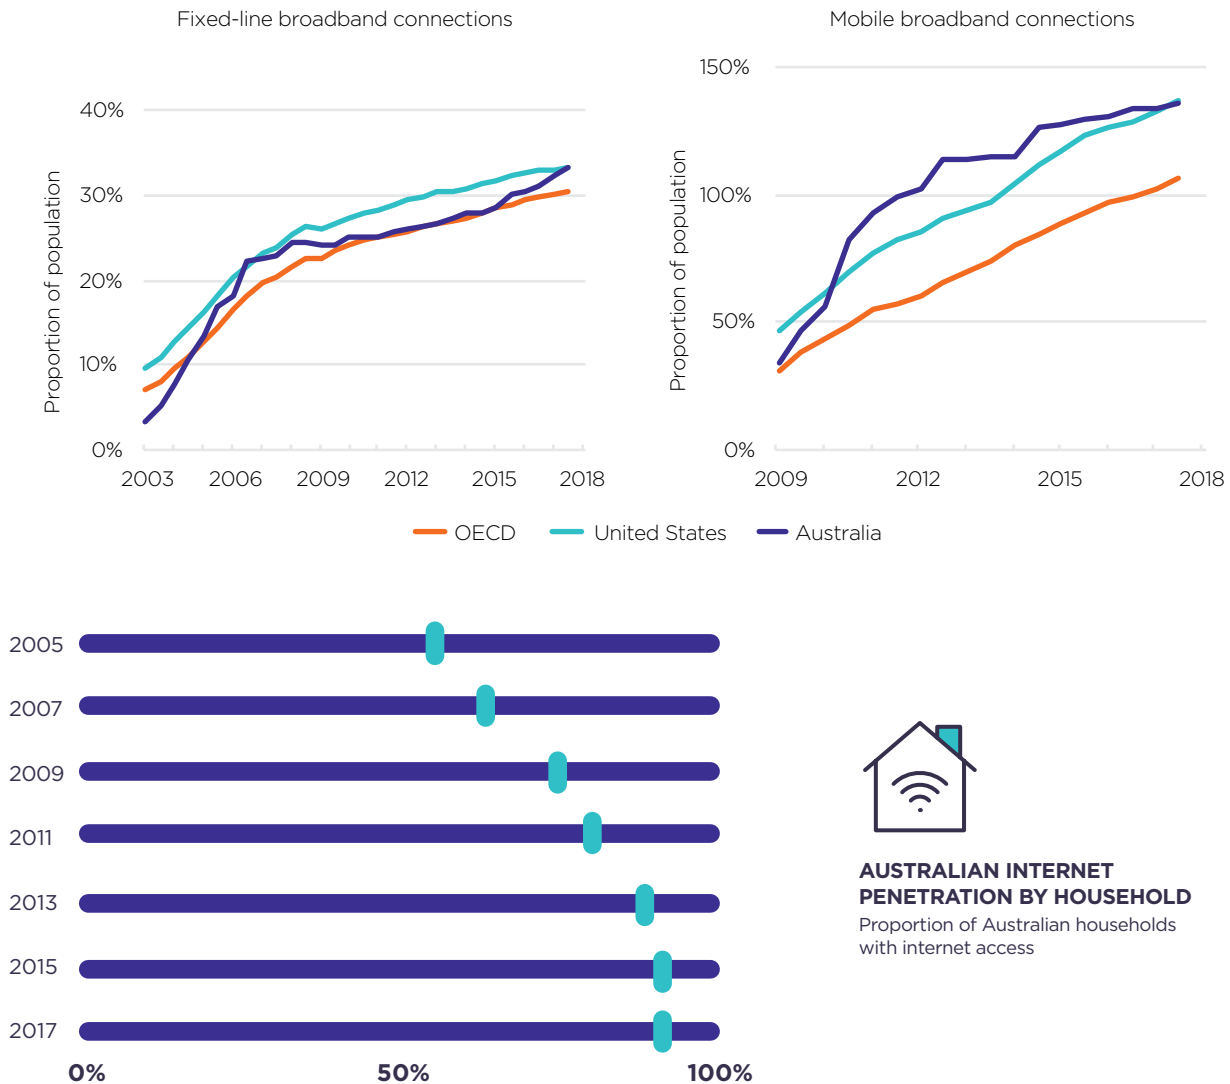 Fixed-line broadband connections
40%
30%
20%
10%
0%
Proportion of population
2003 2006 2009 2012 2015 2018
Mobile broadband connections
150%
100%
50%
0%
Proportion of population
2009 2012 2015 2018
OECD United States Australia
2005
2007
2009
2011
2013
2015
2017
0% 50% 100%
AUSTRALIAN INTERNET
PENETRATION BY HOUSEHOLD
Proportion of Australian households
with internet access